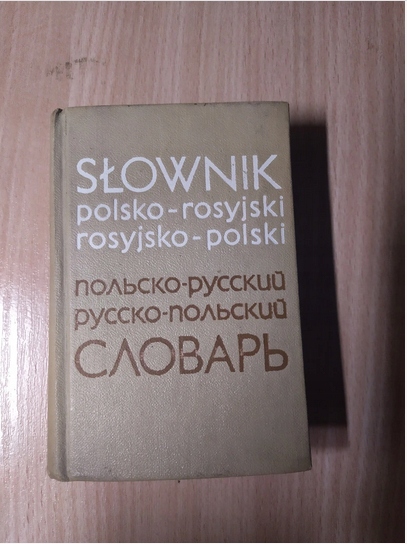 SŁOWNIK
polsko-rosyjski
rosyjsko-polski
польско-русский
русско-польский
СЛОВАРЬ